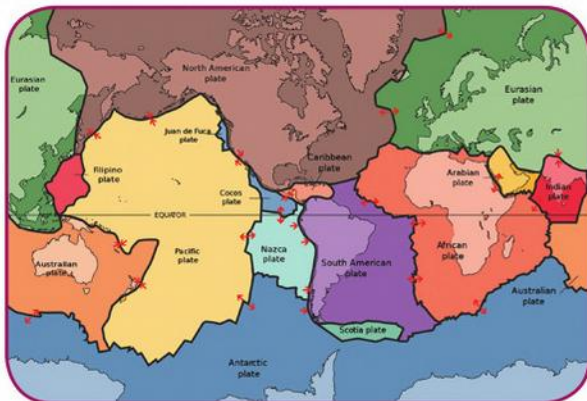 North American
plate
Eurasian
plate
Eurasian
plate
Juan de Fuca
plate
Filipino
plate
Caribbean
plate
Arabian
plate
Indian
plate
Cocos
plate
EQUATOR
Australian
plate
Pacific
plate
Nazca
plate
South American
plate
African
plate
Australian
plate
Scotia plate
Antarctic
plate